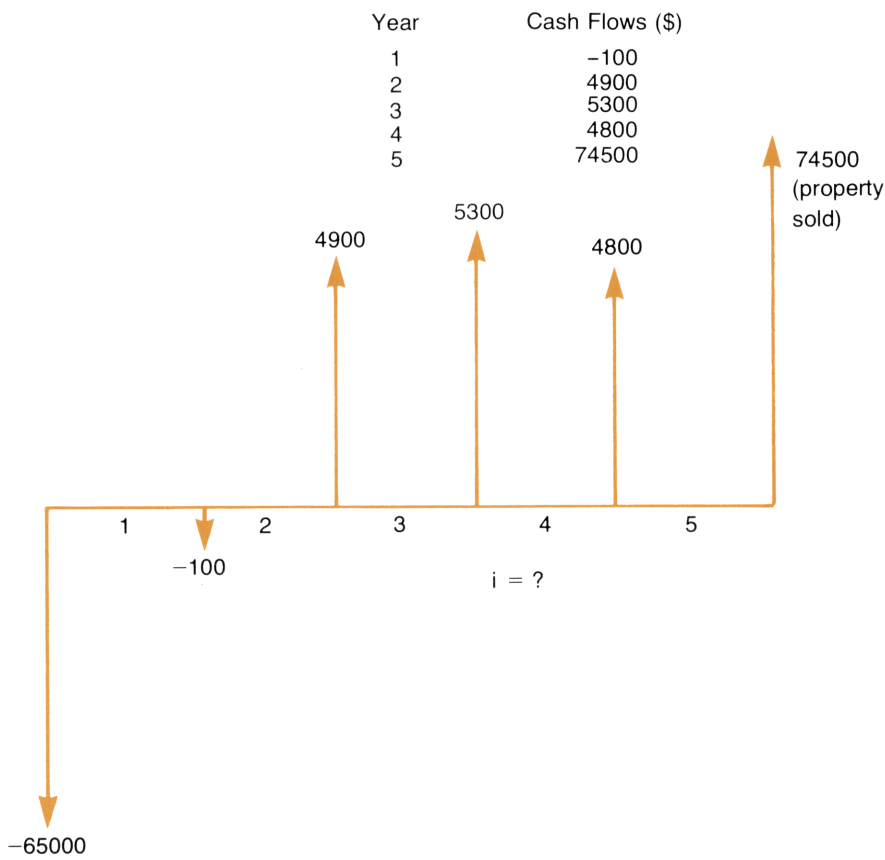 Year Cash Flows ($)
1 -100
2 4900
3 5300
4 4800
5 74500
74500
(property
sold)
5300
4900
4800
1 2 3 4 5
−100
i = ?
−65000